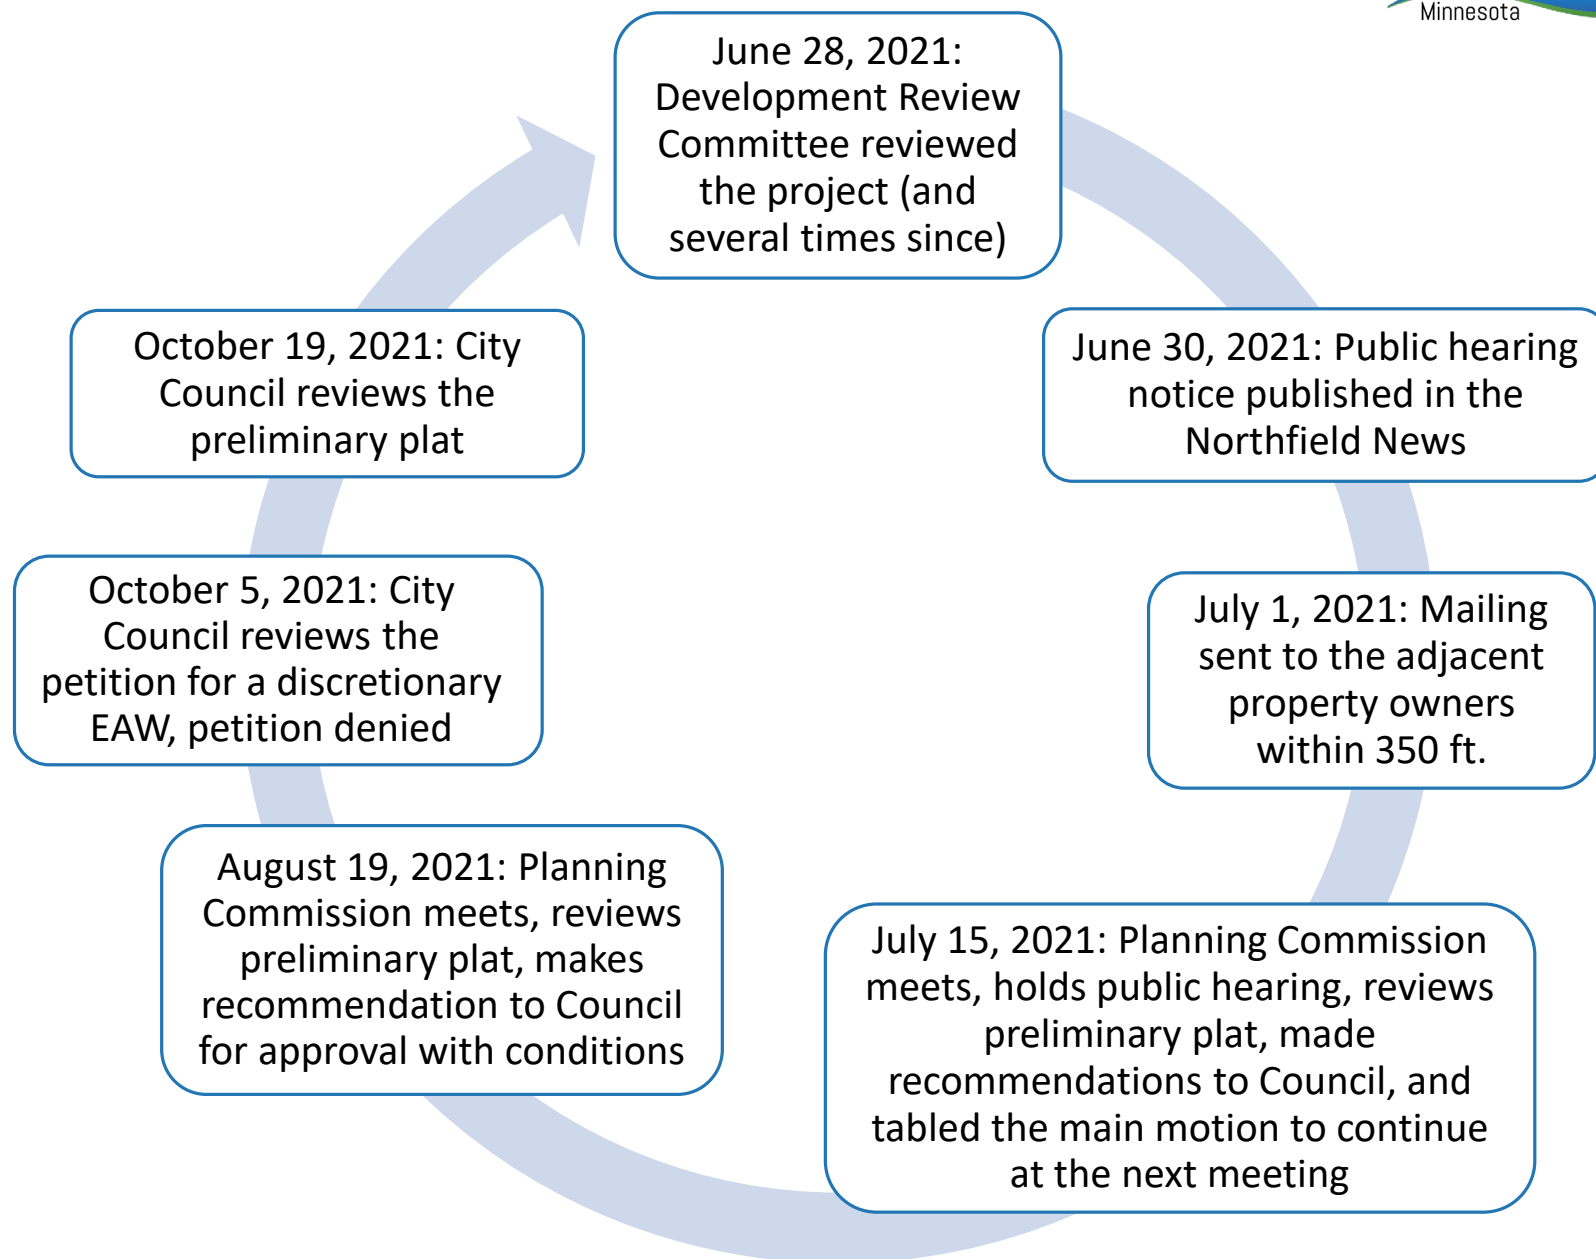 Minnesota
June 28, 2021:
Development Review
Committee reviewed
the project (and
several times since)
June 30, 2021: Public hearing
notice published in the
Northfield News
July 1, 2021: Mailing
sent to the adjacent
property owners
within 350 ft.
July 15, 2021: Planning Commission
meets, holds public hearing, reviews
preliminary plat, made
recommendations to Council, and
tabled the main motion to continue
at the next meeting
August 19, 2021: Planning
Commission meets, reviews
preliminary plat, makes
recommendation to Council
for approval with conditions
October 5, 2021: City
Council reviews the
petition for a discretionary
EAW, petition denied
October 19, 2021: City
Council reviews the
preliminary plat